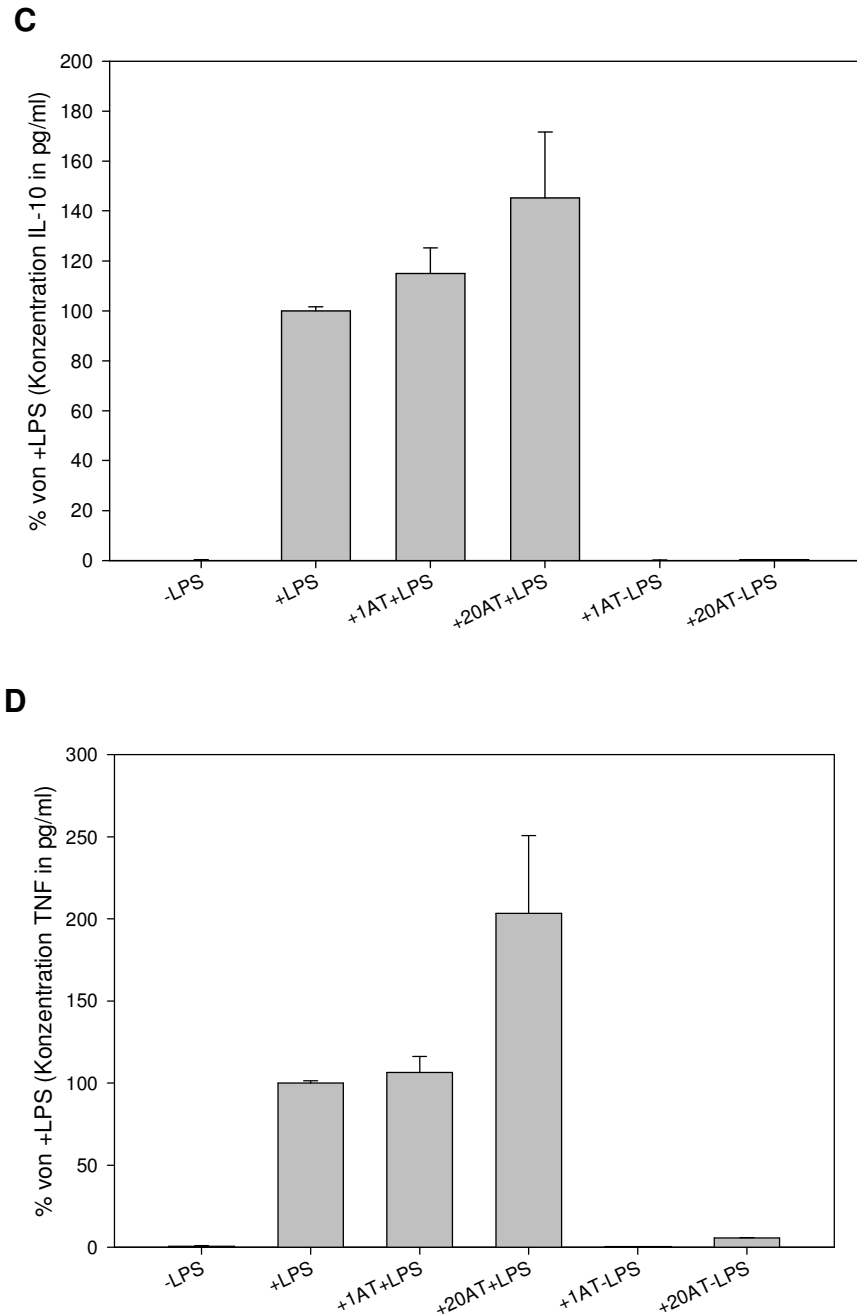 C
% von +LPS (Konzentration IL-10 in pg/ml)
200
180
160
140
120
100
80
60
40
20
0
-LPS
+LPS
+1AT+LPS
+20AT+LPS
+1AT-LPS
+20AT-LPS
D
% von +LPS (Konzentration TNF in pg/ml)
300
250
200
150
100
50
0
-LPS
+LPS
+1AT+LPS
+20AT+LPS
+1AT-LPS
+20AT-LPS